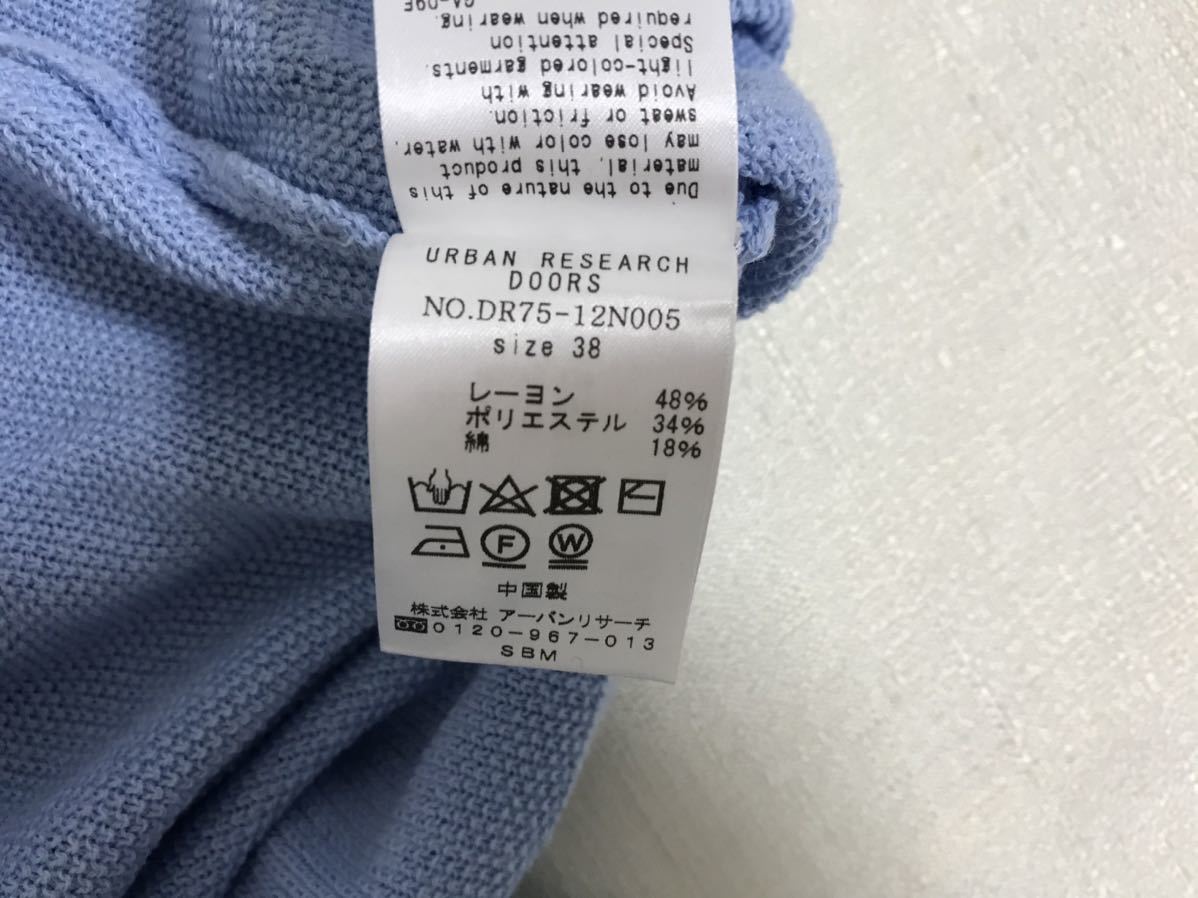 Due to the nature of this
material, this product
may lose color with water,
sweat or friction.
Avoid wearing with
light-colored garments.
Special attention
required when wearing.
URBAN RESEARCH
DOORS
NO.DR75-12N005
size 38
レーヨン 48%
ポリエステル 34%
綿 18%
F W
中国製
株式会社 アーバンリサーチ
0120-967-013
SBM